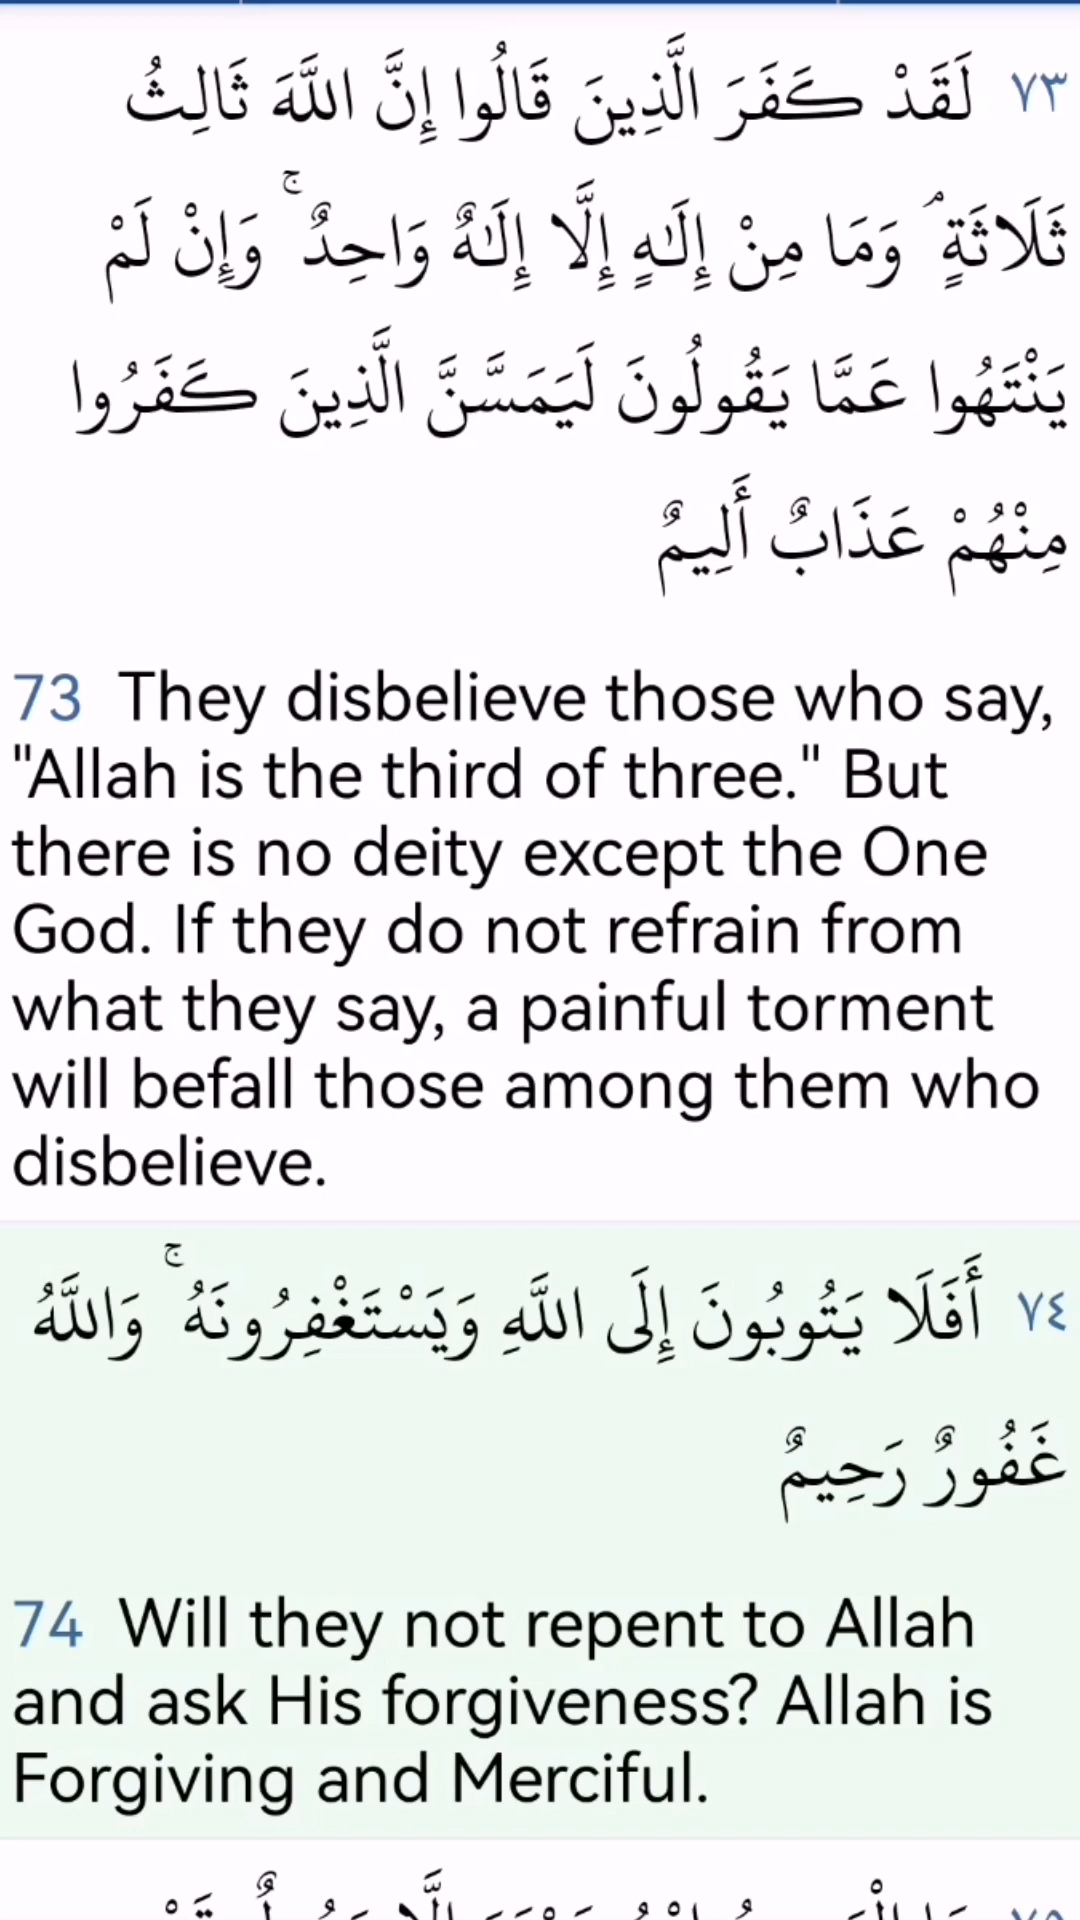 ٧٣ لَقَدْ كَفَرَ الَّذِينَ قَالُوا إِنَّ اللَّهَ ثَالِثُ
ثَلَاثَةٍ ۘ وَمَا مِنْ إِلَٰهٍ إِلَّا إِلَٰهٌ وَاحِدٌ ۚ وَإِنْ لَمْ
يَنْتَهُوا عَمَّا يَقُولُونَ لَيَمَسَّنَّ الَّذِينَ كَفَرُوا
مِنْهُمْ عَذَابٌ أَلِيمٌ
73 They disbelieve those who say,
"Allah is the third of three." But
there is no deity except the One
God. If they do not refrain from
what they say, a painful torment
will befall those among them who
disbelieve.
٧٤ أَفَلَا يَتُوبُونَ إِلَى اللَّهِ وَيَسْتَغْفِرُونَهُ ۚ وَاللَّهُ
غَفُورٌ رَحِيمٌ
74 Will they not repent to Allah
and ask His forgiveness? Allah is
Forgiving and Merciful.